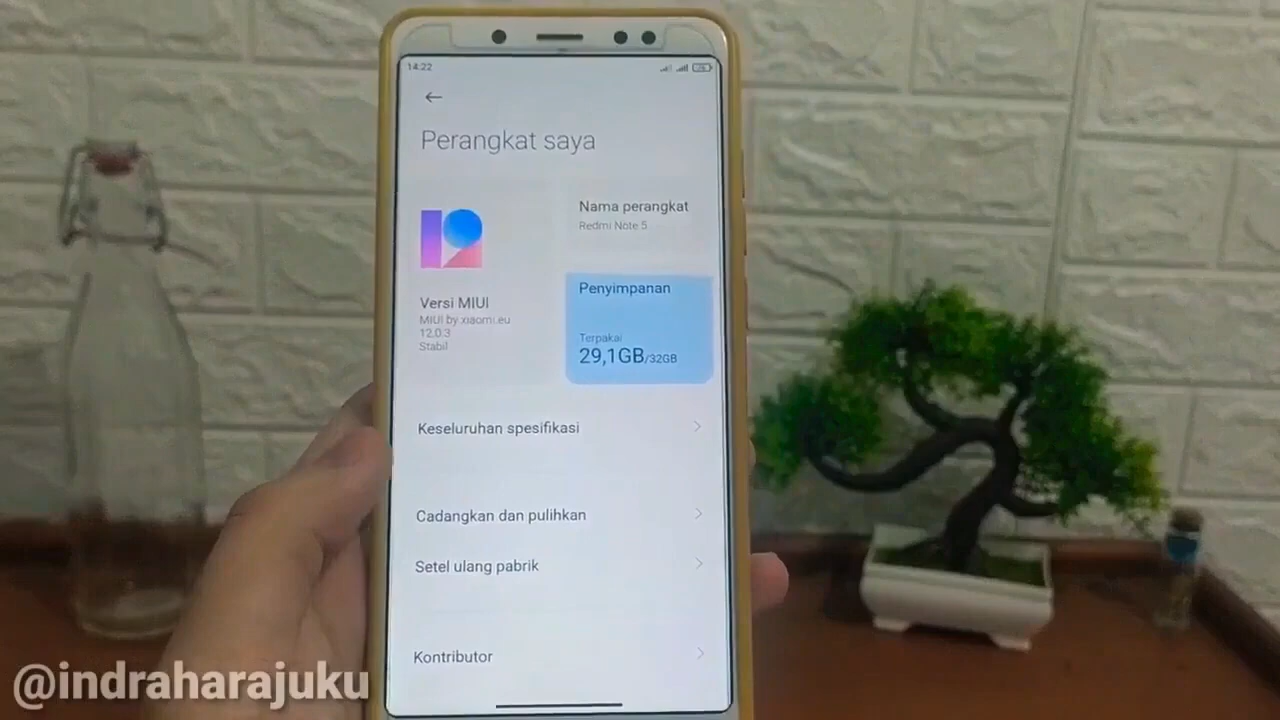 14:22
Perangkat saya
Nama perangkat
Redmi Note 5
12
Versi MIUI
MIUI by xiaomi.eu
12.0.3
Stabil
Penyimpanan
Terpakai
29,1GB/32GB
Keseluruhan spesifikasi
Cadangkan dan pulihkan
Setel ulang pabrik
Kontributor
@indraharajuku